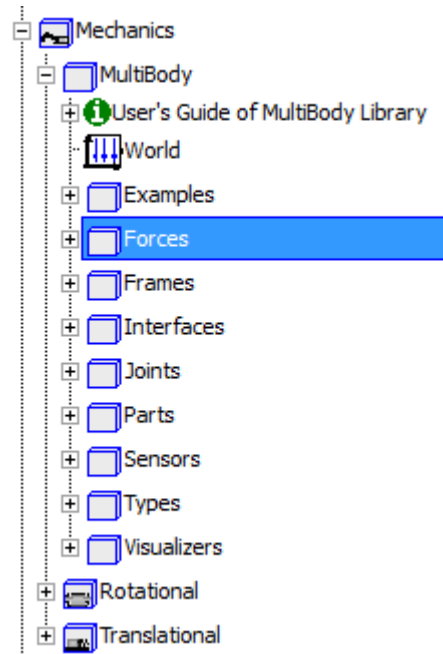 Mechanics
MultiBody
User's Guide of MultiBody Library
World
Examples
Forces
Frames
Interfaces
Joints
Parts
Sensors
Types
Visualizers
Rotational
Translational